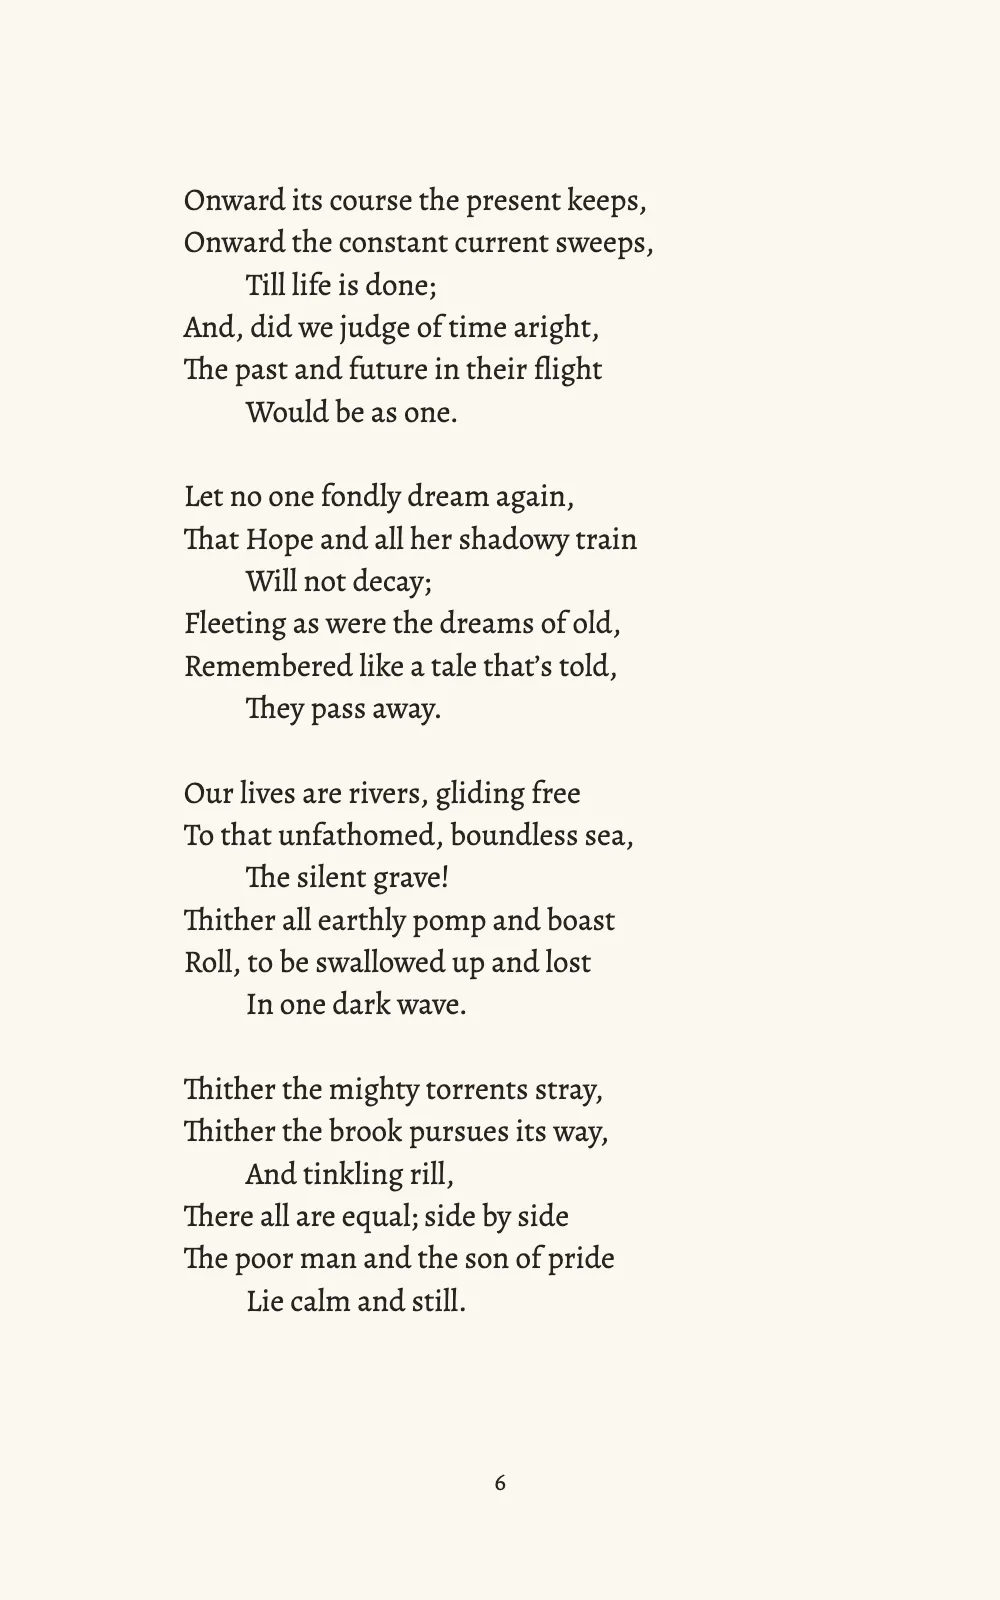 Onward its course the present keeps,
Onward the constant current sweeps,
Till life is done;
And, did we judge of time aright,
The past and future in their flight
Would be as one.
Let no one fondly dream again,
That Hope and all her shadowy train
Will not decay;
Fleeting as were the dreams of old,
Remembered like a tale that’s told,
They pass away.
Our lives are rivers, gliding free
To that unfathomed, boundless sea,
The silent grave!
Thither all earthly pomp and boast
Roll, to be swallowed up and lost
In one dark wave.
Thither the mighty torrents stray,
Thither the brook pursues its way,
And tinkling rill,
There all are equal; side by side
The poor man and the son of pride
Lie calm and still.
6